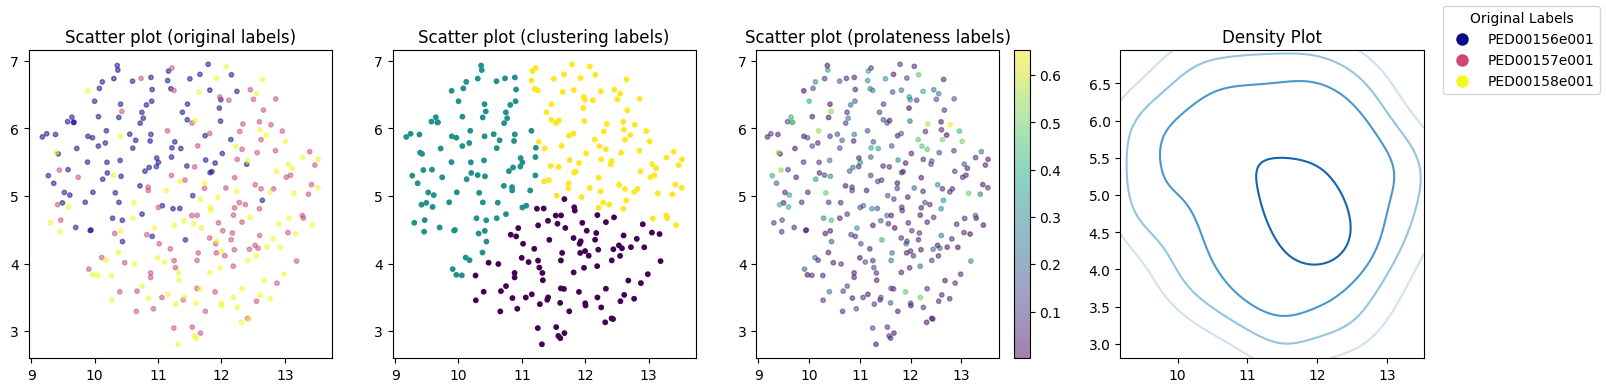 Scatter plot (original labels)
7
6
5
4
3
9 10 11 12 13
Scatter plot (clustering labels)
7
6
5
4
3
9 10 11 12 13
Scatter plot (prolateness labels)
7
6
5
4
3
9 10 11 12 13
0.6
0.5
0.4
0.3
0.2
0.1
Density Plot
6.5
6.0
5.5
5.0
4.5
4.0
3.5
3.0
10 11 12 13
Original Labels
PED00156e001
PED00157e001
PED00158e001